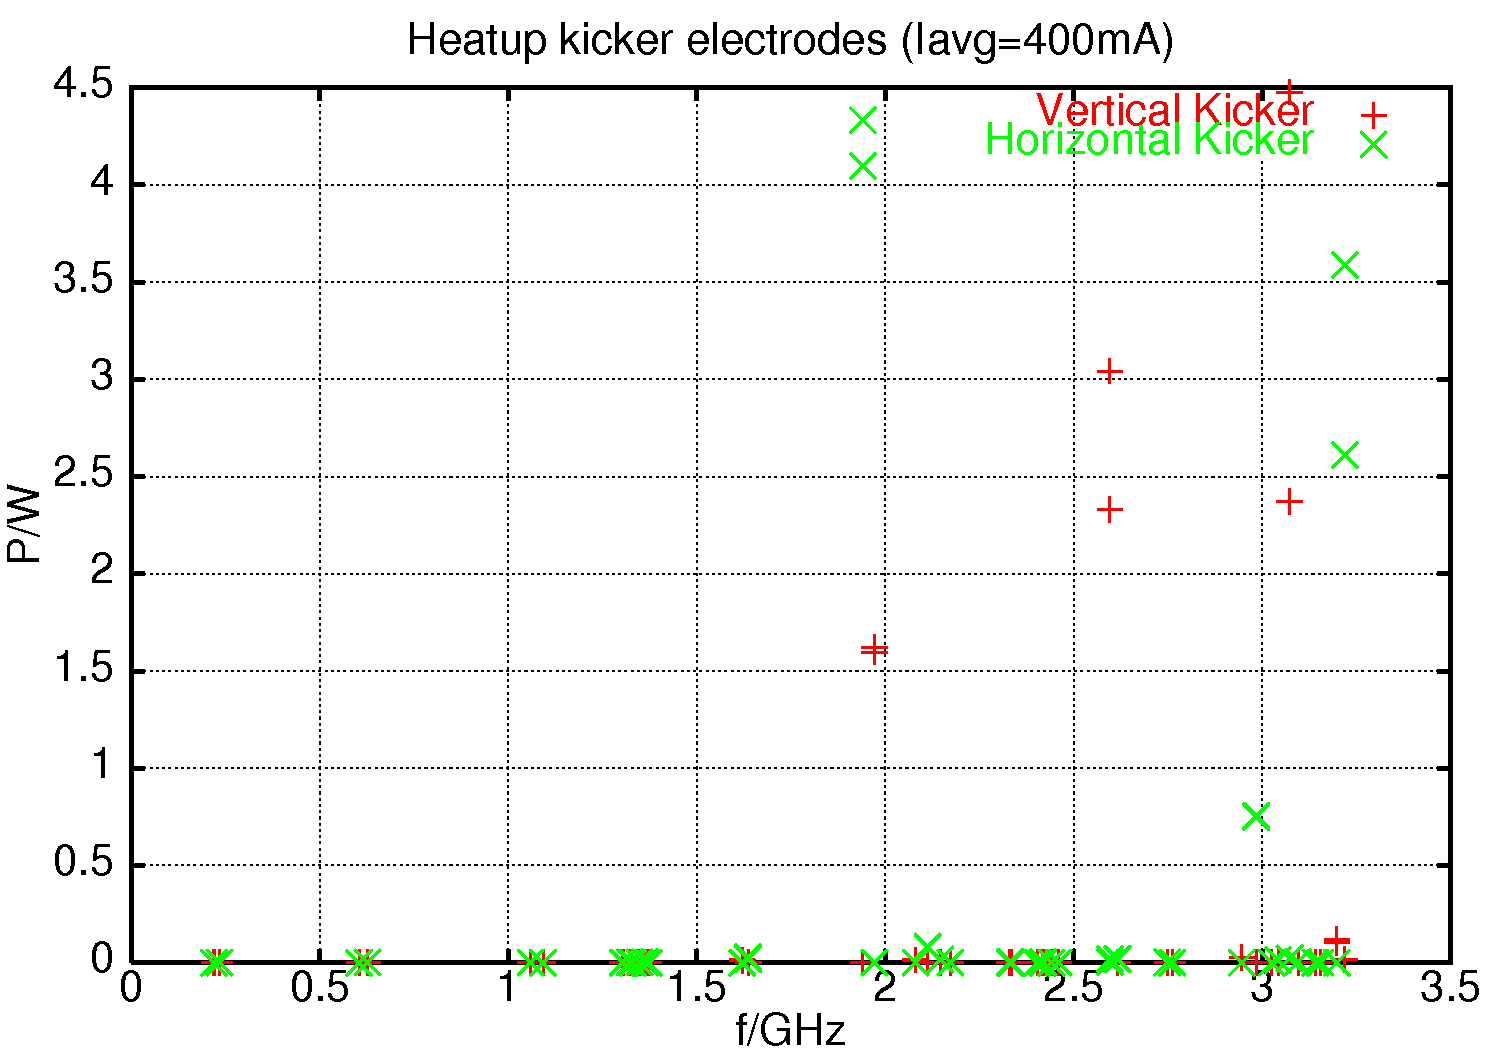 Heatup kicker electrodes (Iavg=400mA)
4.5
Vertical Kicker
Horizontal Kicker
4
3.5
3
2.5
P/W
2
1.5
1
0.5
0
0 0.5 1 1.5 2 2.5 3 3.5
f/GHz